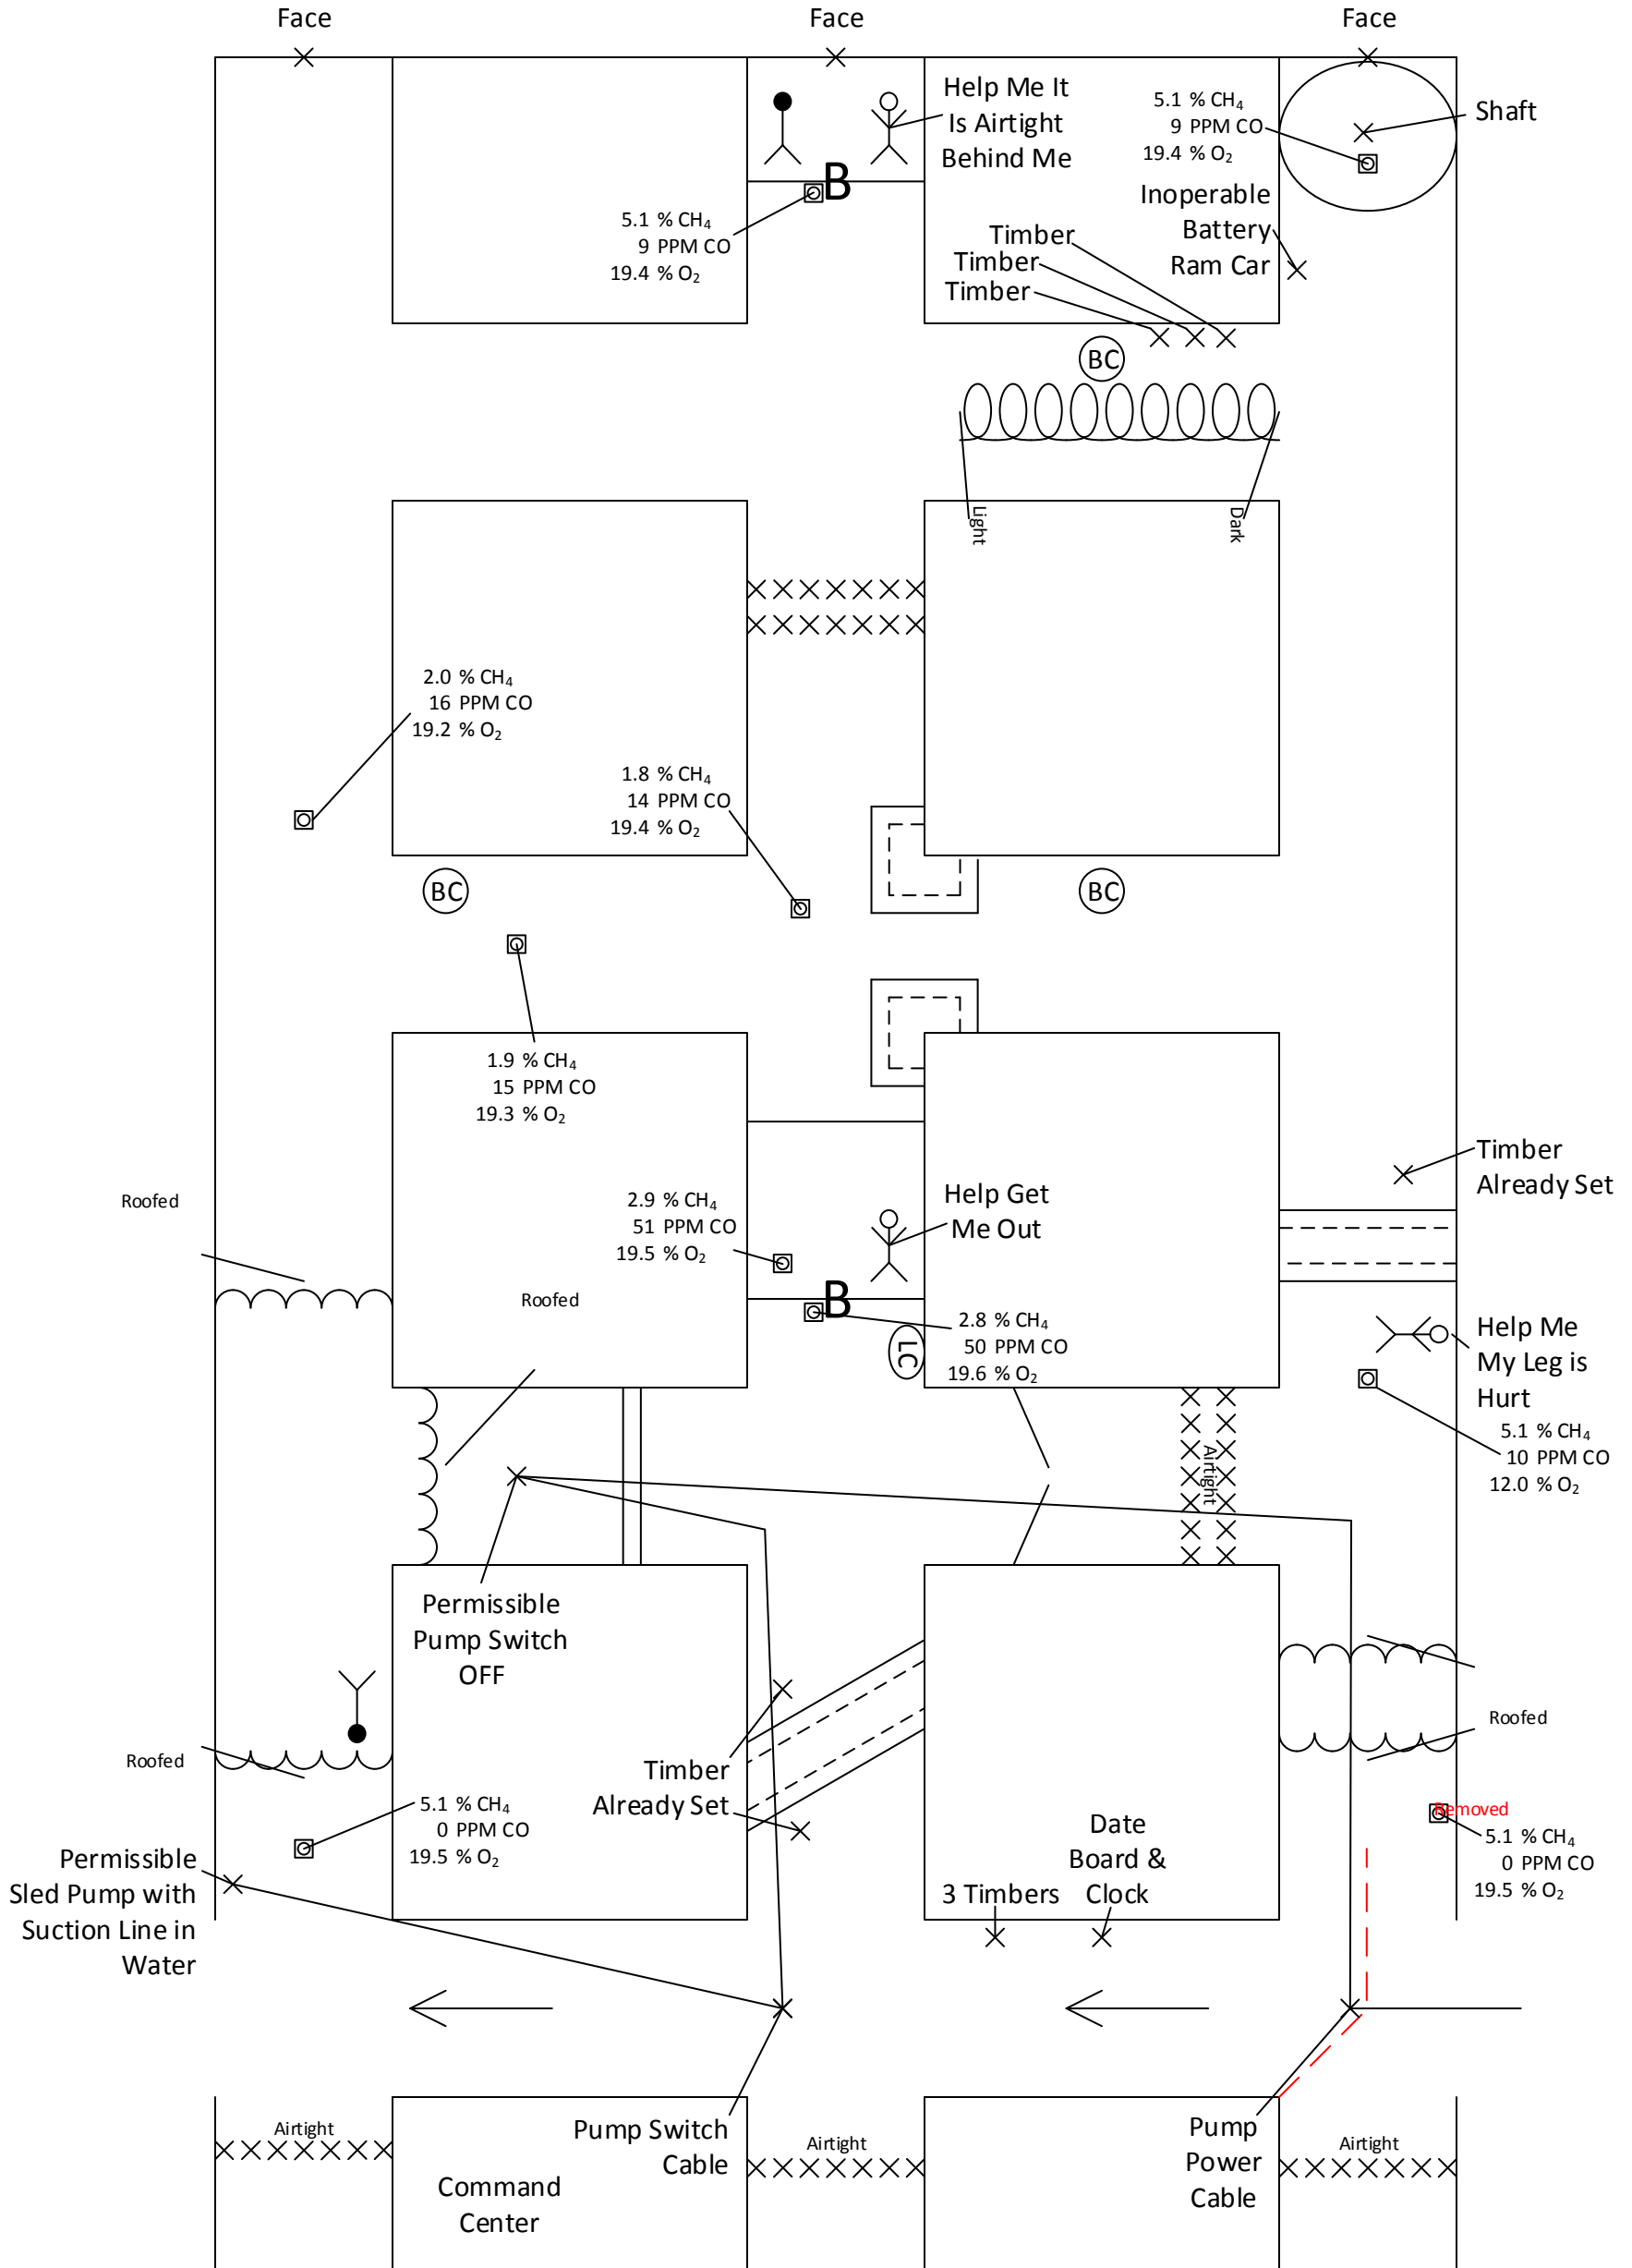 Face
Face
Face
Help Me It
Is Airtight
Behind Me
5.1 % CH₄
9 PPM CO
19.4 % O₂
Shaft
B
5.1 % CH₄
9 PPM CO
19.4 % O₂
Inoperable
Battery
Ram Car
Timber
Timber
Timber
BC
Light
Dark
2.0 % CH₄
16 PPM CO
19.2 % O₂
1.8 % CH₄
14 PPM CO
19.4 % O₂
BC
BC
1.9 % CH₄
15 PPM CO
19.3 % O₂
Timber
Already Set
Roofed
2.9 % CH₄
51 PPM CO
19.5 % O₂
Help Get
Me Out
Roofed
B
LC
2.8 % CH₄
50 PPM CO
19.6 % O₂
Help Me
My Leg is
Hurt
5.1 % CH₄
10 PPM CO
12.0 % O₂
Airtight
Permissible
Pump Switch
OFF
Roofed
Roofed
Timber
Already Set
5.1 % CH₄
0 PPM CO
19.5 % O₂
Removed
5.1 % CH₄
0 PPM CO
19.5 % O₂
Date
Board &
Clock
3 Timbers
Permissible
Sled Pump with
Suction Line in
Water
Airtight
Pump Switch
Cable
Airtight
Pump
Power
Cable
Airtight
Command
Center